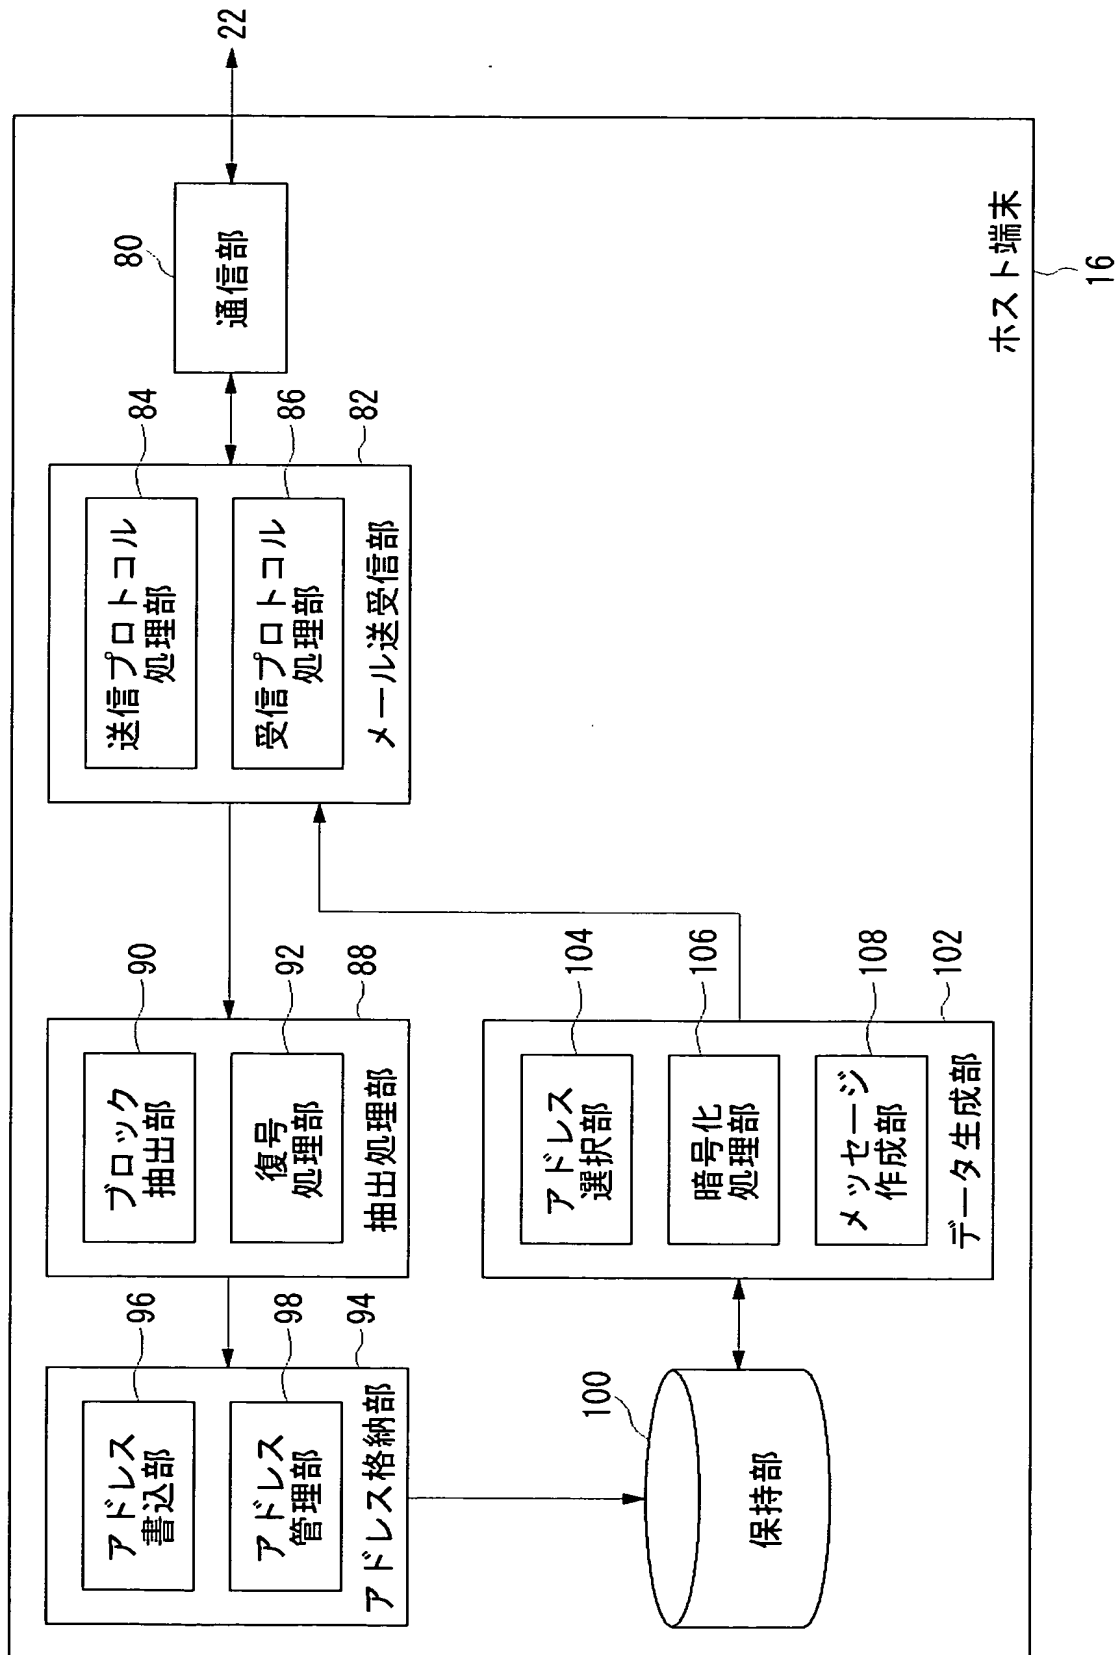 22
80
通信部
84
送信プロトコル
処理部
86
受信プロトコル
処理部
82
メール送受信部
90
ブロック
抽出部
92
復号
処理部
88
抽出処理部
96
アドレス
書込部
98
アドレス
管理部
94
アドレス格納部
100
保持部
104
アドレス
選択部
106
暗号化
処理部
108
メッセージ
作成部
102
データ生成部
ホスト端末
16